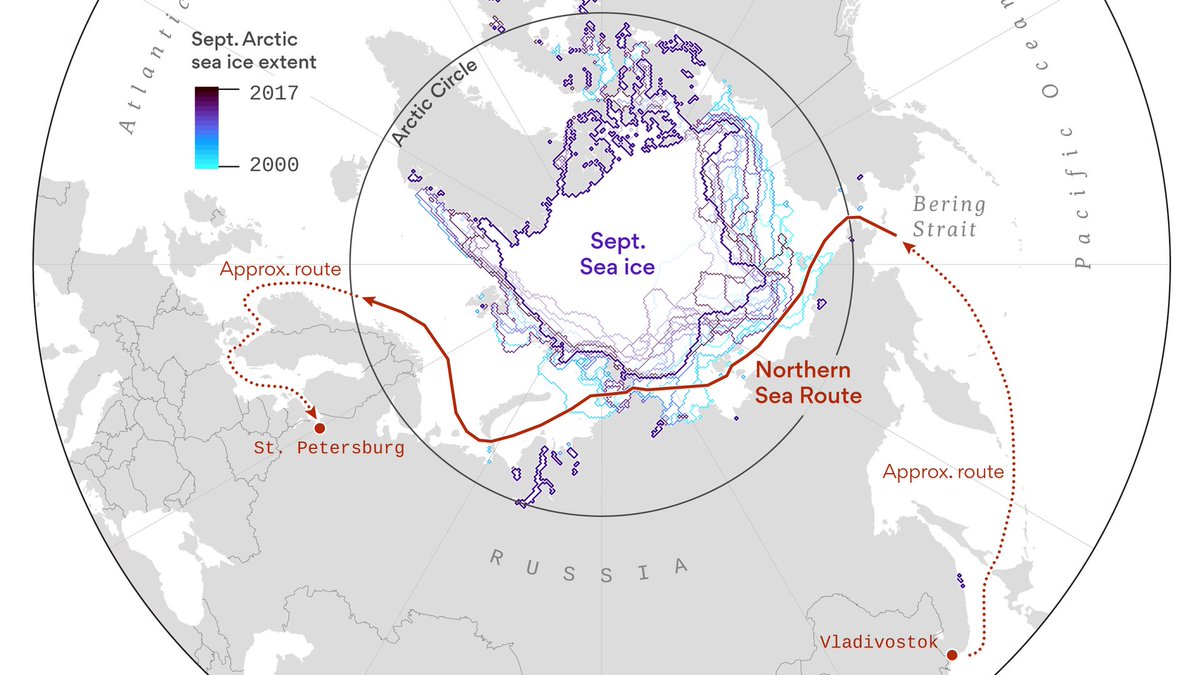 Atlantic
Sept. Arctic
sea ice extent
2017
2000
Arctic Circle
Pacific Ocean
Bering
Strait
Sept.
Sea ice
Approx. route
Northern
Sea Route
St. Petersburg
Approx. route
RUSSIA
Vladivostok